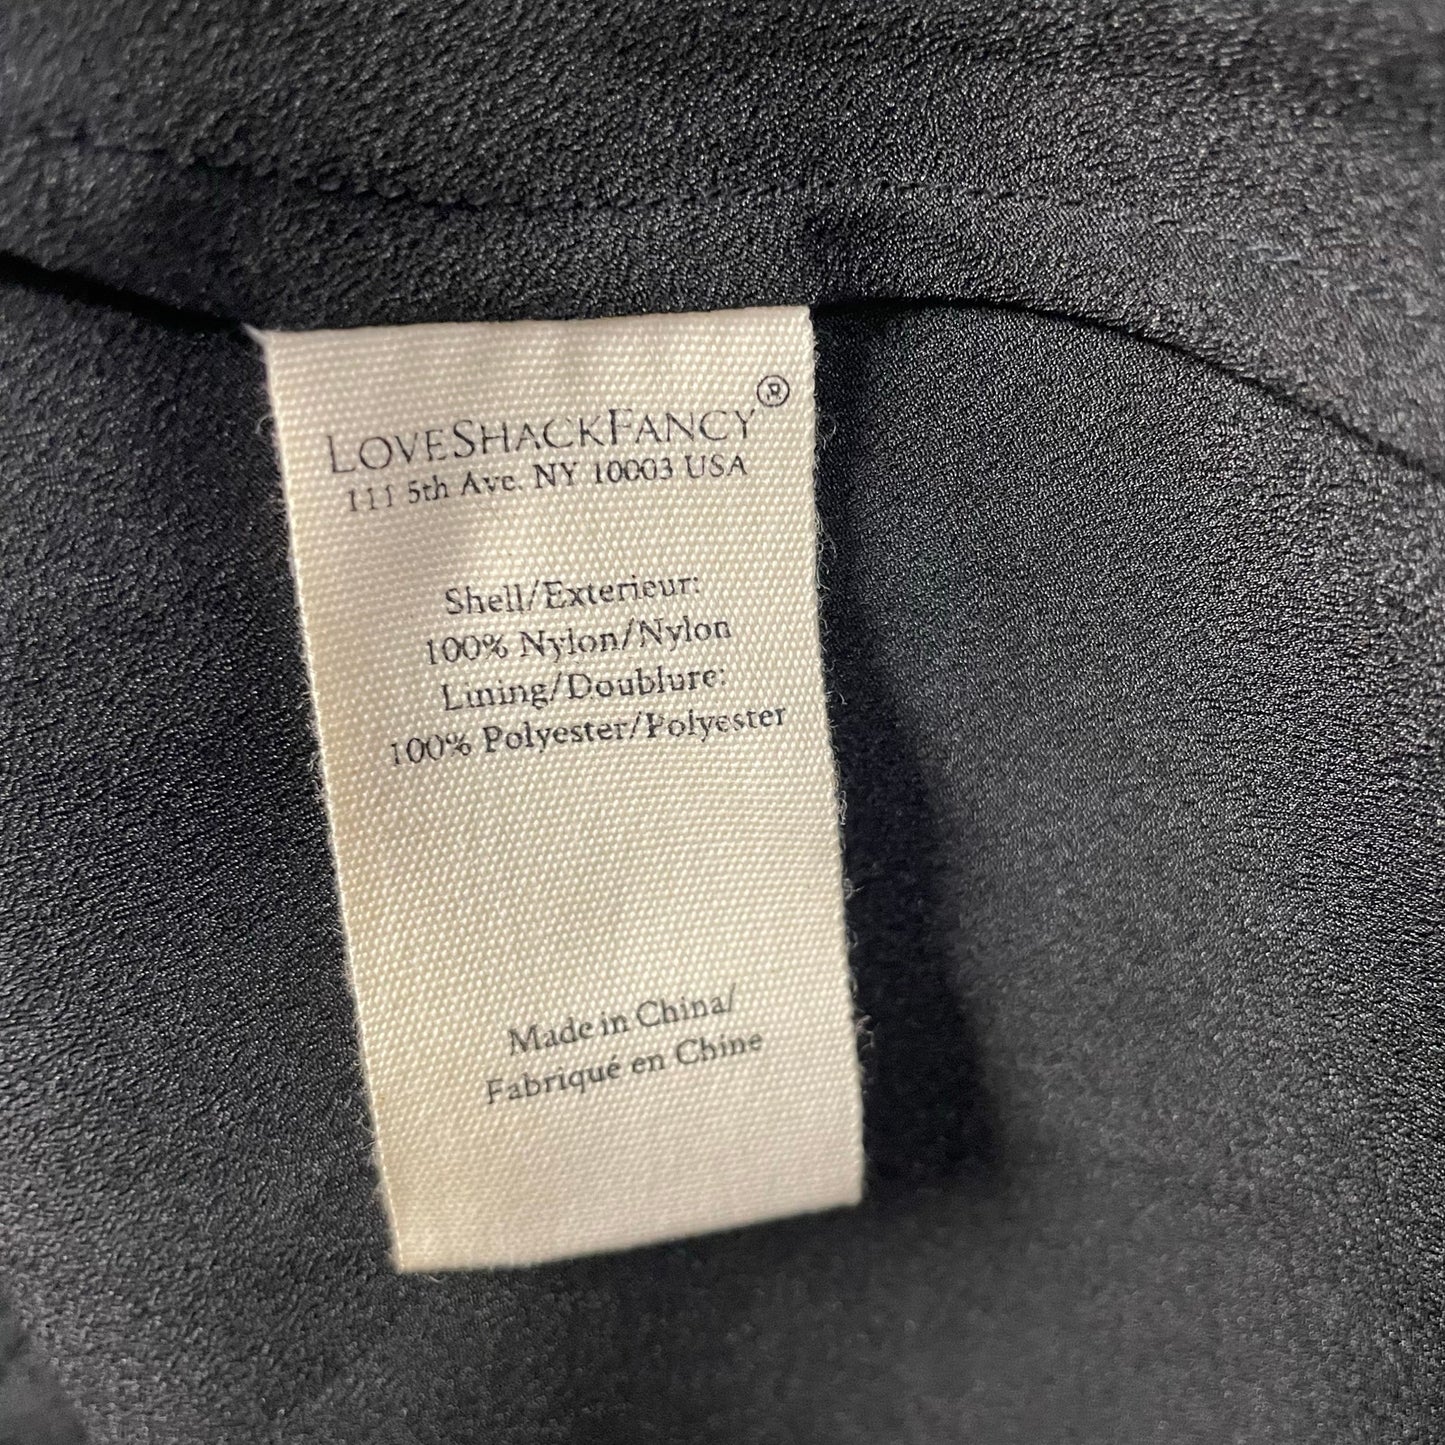 LOVESHACKFANCY®
111 5th Ave. NY 10003 USA
Shell/Exterieur:
100% Nylon/Nylon
Lining/Doublure:
100% Polyester/Polyester
Made in China/
Fabriqué en Chine